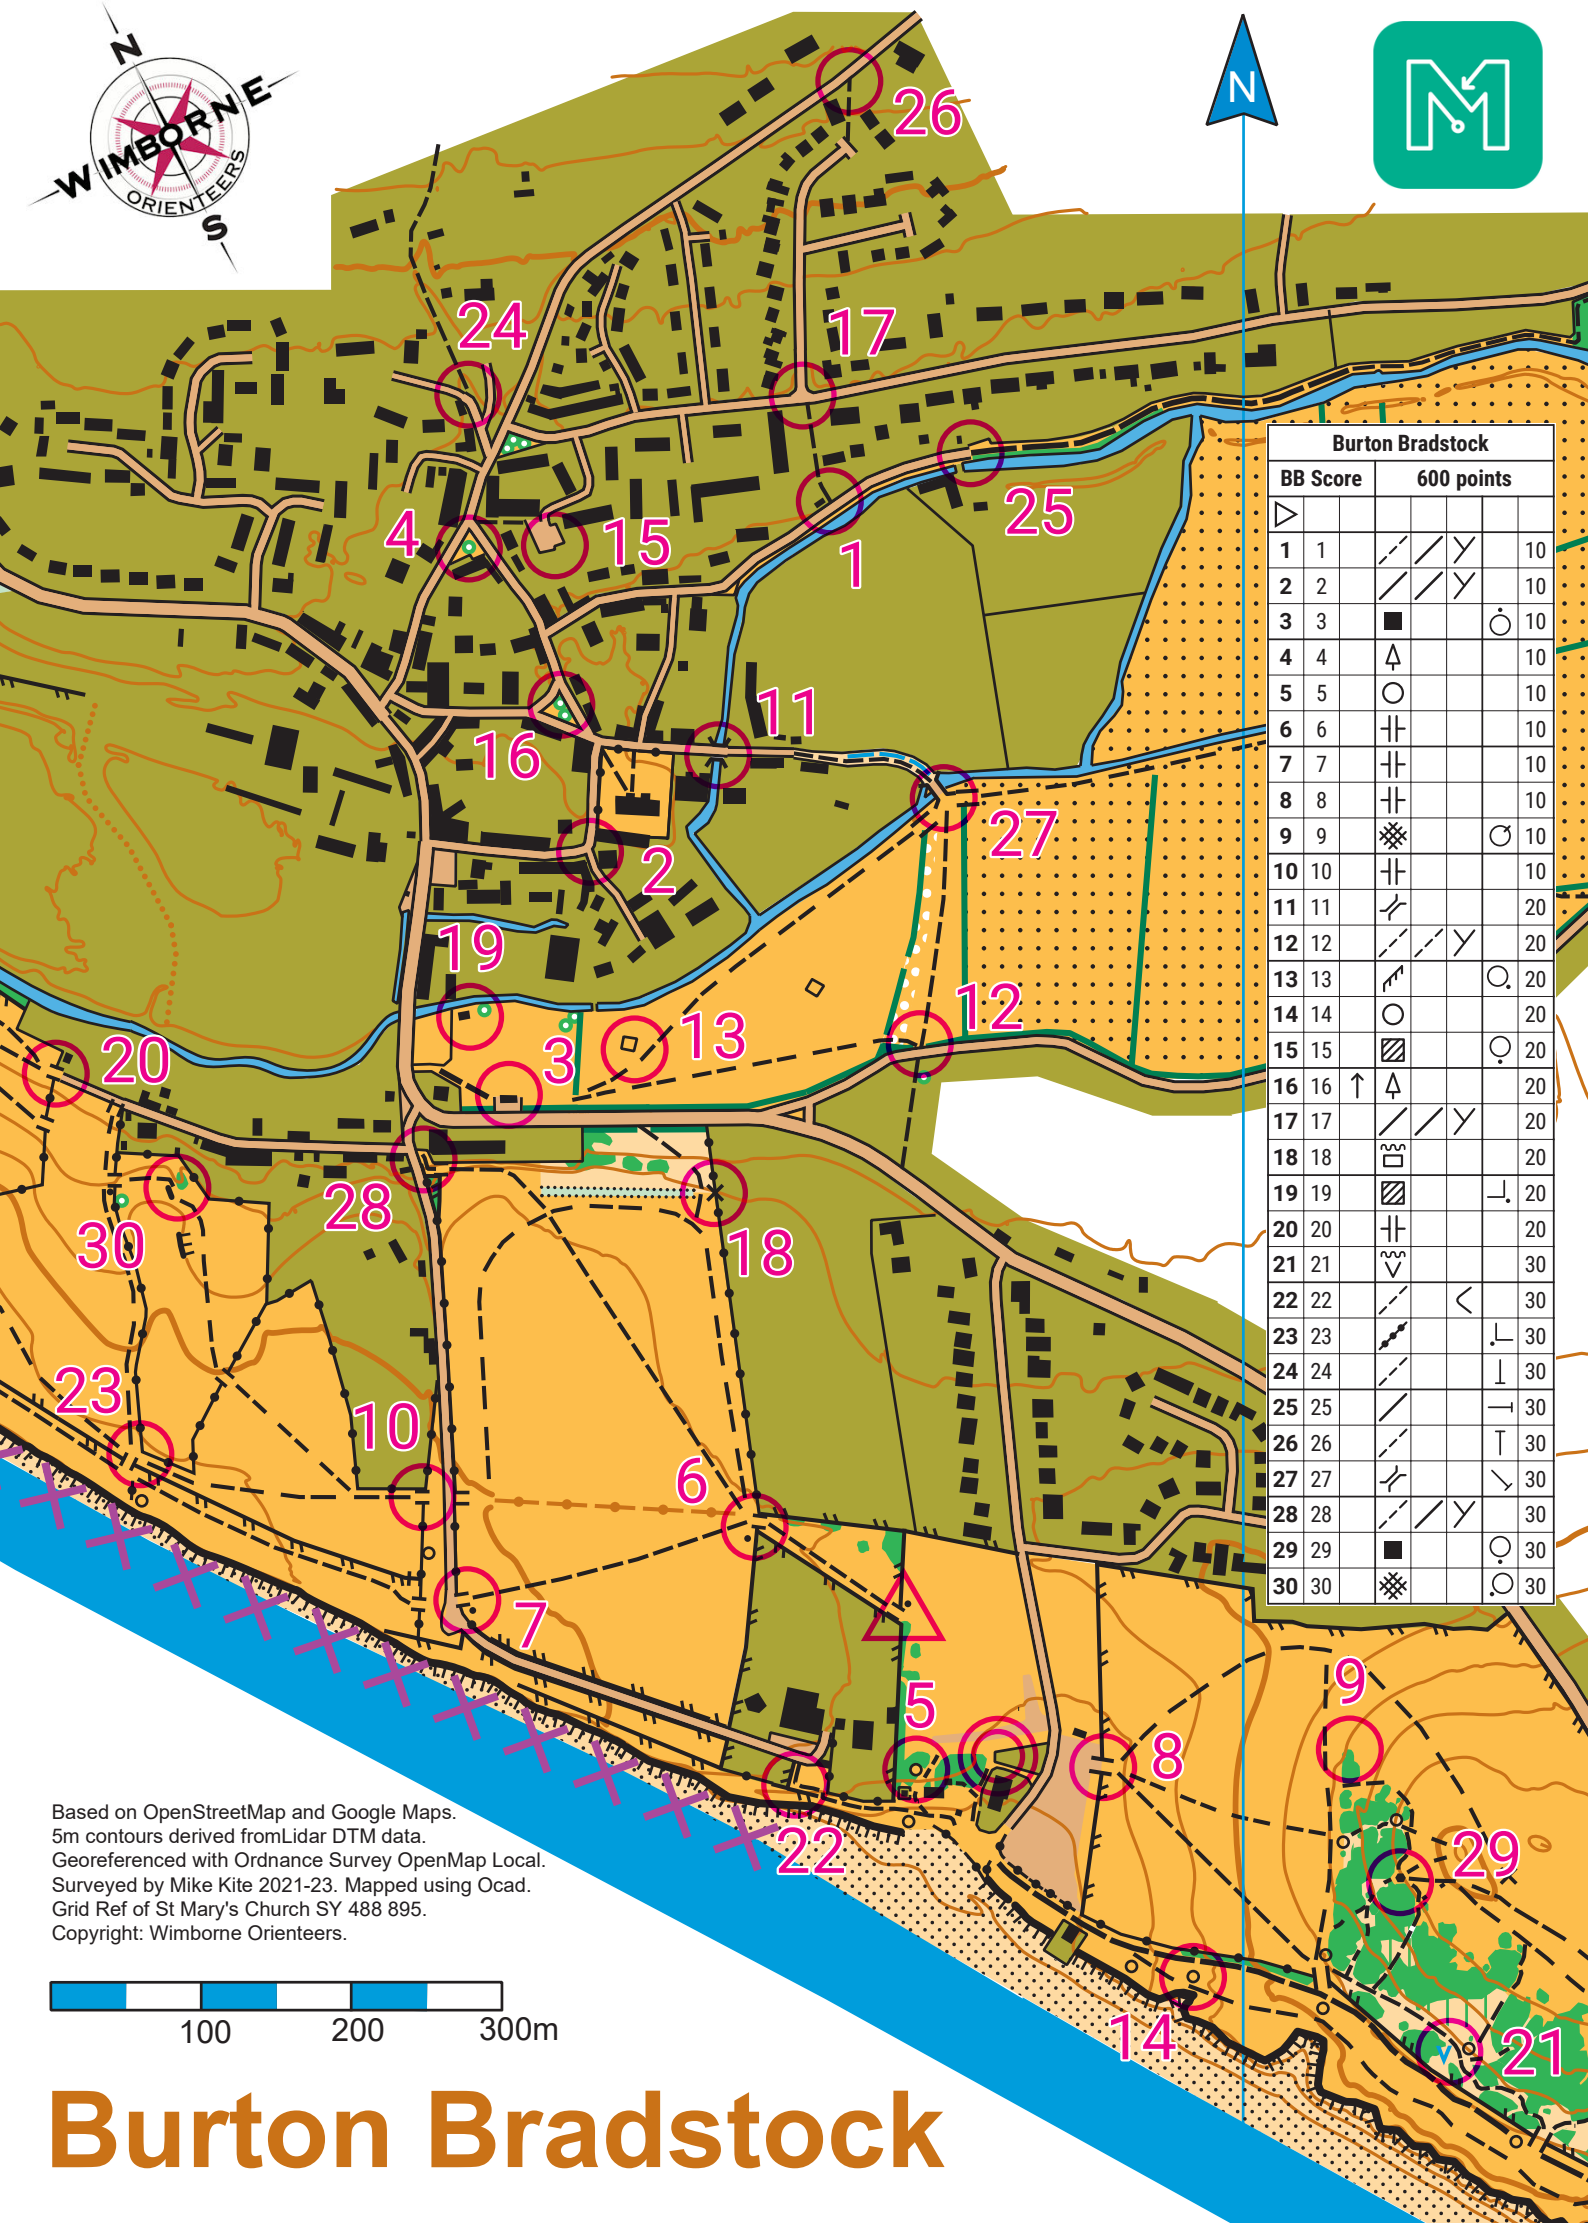 N
WIMBORNE
ORIENTEERS
S
N
M
26
24
17
4
15
25
1
11
16
27
2
19
12
3
13
20
28
30
18
23
10
6
7
5
8
9
22
29
14
21
Burton Bradstock
BB Score 600 points
1 1 10
2 2 10
3 3 10
4 4 10
5 5 10
6 6 10
7 7 10
8 8 10
9 9 10
10 10 10
11 11 20
12 12 20
13 13 20
14 14 20
15 15 20
16 16 20
17 17 20
18 18 20
19 19 20
20 20 20
21 21 30
22 22 30
23 23 30
24 24 30
25 25 30
26 26 30
27 27 30
28 28 30
29 29 30
30 30 30
Based on OpenStreetMap and Google Maps.
5m contours derived fromLidar DTM data.
Georeferenced with Ordnance Survey OpenMap Local.
Surveyed by Mike Kite 2021-23. Mapped using Ocad.
Grid Ref of St Mary's Church SY 488 895.
Copyright: Wimborne Orienteers.
100 200 300m
Burton Bradstock